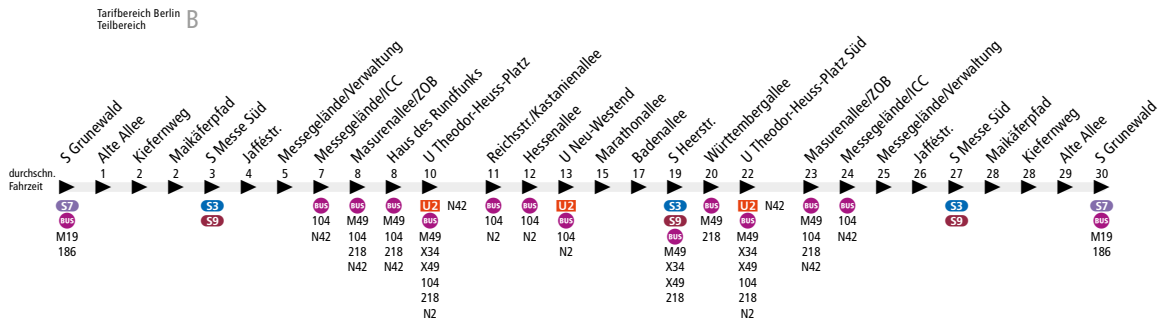 Tarifbereich Berlin
Teilbereich B
S Grunewald
Alte Allee
Kiefernweg
Maikäferpfad
S Messe Süd
Jafféstr.
Messegelände/Verwaltung
Messegelände/ICC
Masurenallee/ZOB
Haus des Rundfunks
U Theodor-Heuss-Platz
Reichsstr./Kastanienallee
Hessenallee
U Neu-Westend
Marathonallee
Badenallee
S Heerstr.
Württembergallee
U Theodor-Heuss-Platz Süd
Masurenallee/ZOB
Messegelände/ICC
Messegelände/Verwaltung
Jafféstr.
S Messe Süd
Maikäferpfad
Kiefernweg
Alte Allee
S Grunewald
durchschn.
Fahrzeit
1 2 2 3 4 5 7 8 8 10 11 12 13 15 17 19 20 22 23 24 25 26 27 28 28 29 30
S7
BUS
M19
186
S3
S9
BUS
104
N42
BUS
M49
104
218
N42
BUS
M49
104
218
N42
U2 N42
BUS
M49
X34
X49
104
218
N2
BUS
104
N2
BUS
104
N2
U2
BUS
104
N2
S3
S9
BUS
M49
X34
X49
218
BUS
M49
218
U2 N42
BUS
M49
X34
X49
104
218
N2
BUS
M49
104
218
N42
BUS
104
N42
S3
S9
S7
BUS
M19
186